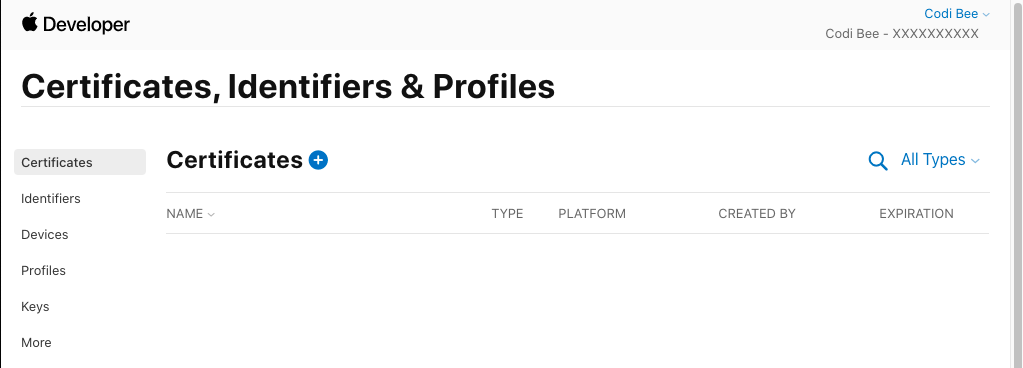 Developer
Codi Bee
Codi Bee - XXXXXXXXXX
Certificates, Identifiers & Profiles
Certificates
Identifiers
Devices
Profiles
Keys
More
Certificates
All Types
NAME TYPE PLATFORM CREATED BY EXPIRATION